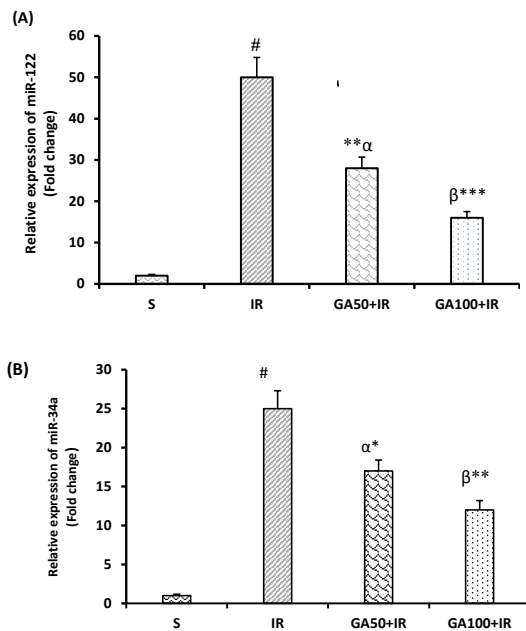 (A)
Relative expression of miR-122
(Fold change)
60
50
40
30
20
10
0
#
**α
β***
S IR GA50+IR GA100+IR
(B)
Relative expression of miR-34a
(Fold change)
30
25
20
15
10
5
0
#
α*
β**
S IR GA50+IR GA100+IR